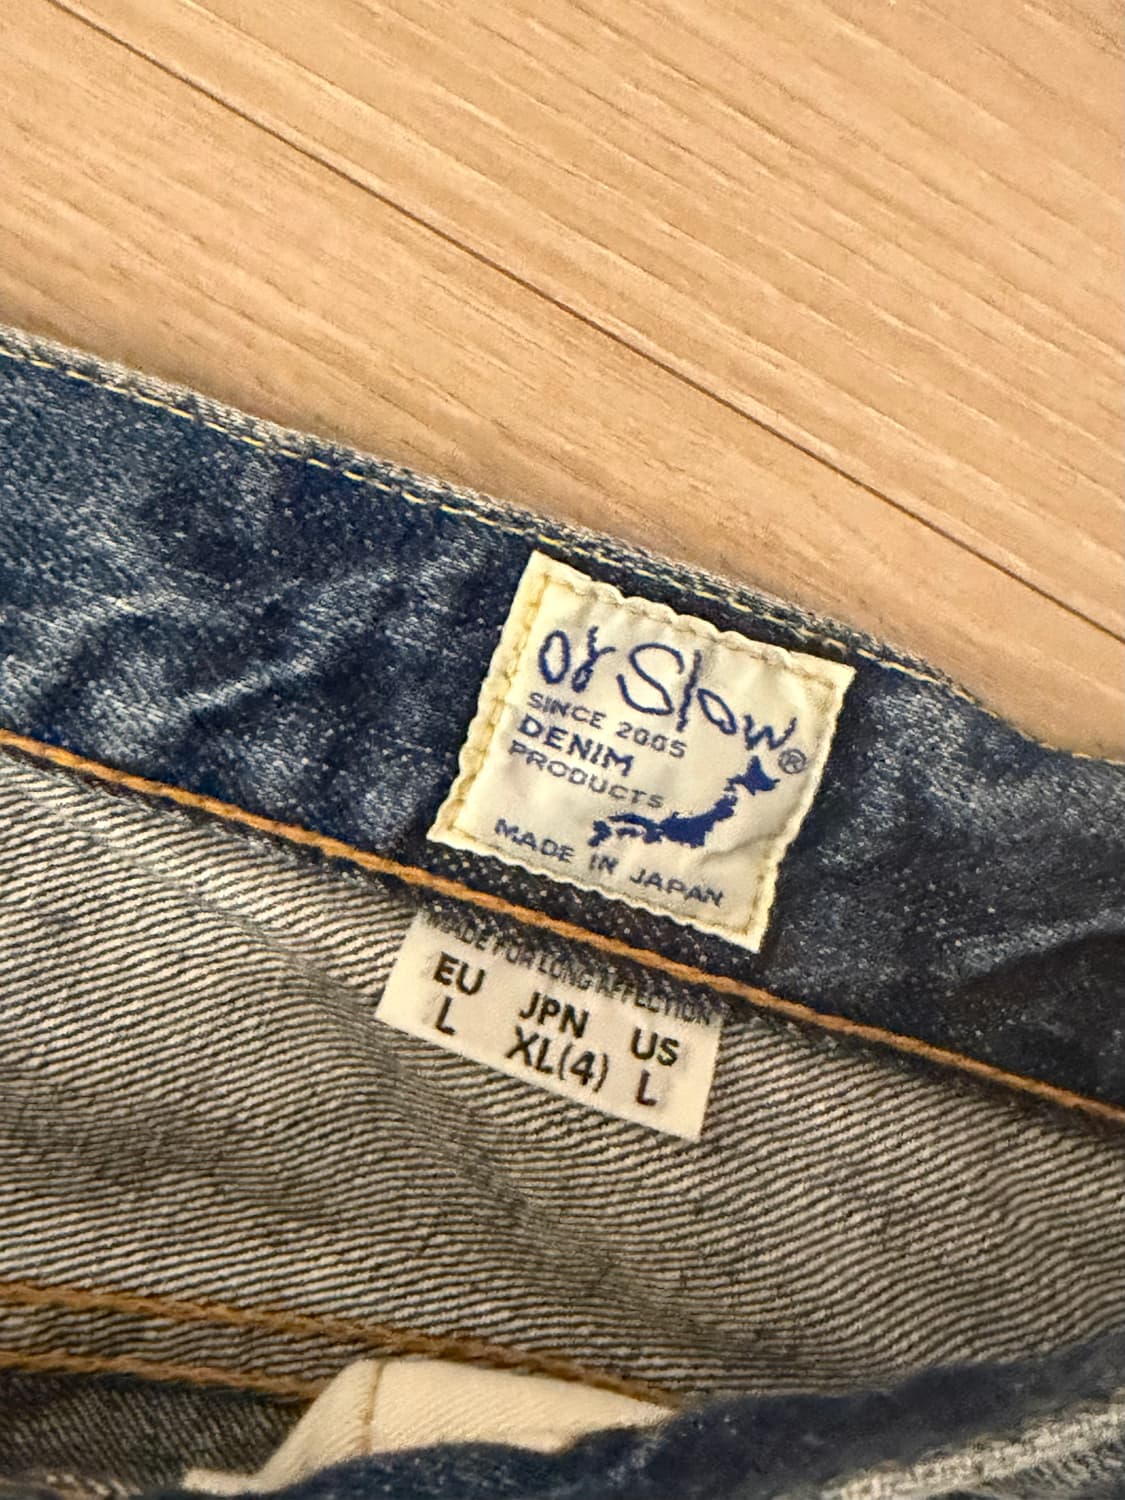 or Slow®
SINCE 2005
DENIM
PRODUCTS
MADE IN JAPAN
MADE FOR LONG AFFECTION
EU JPN US
L XL(4) L